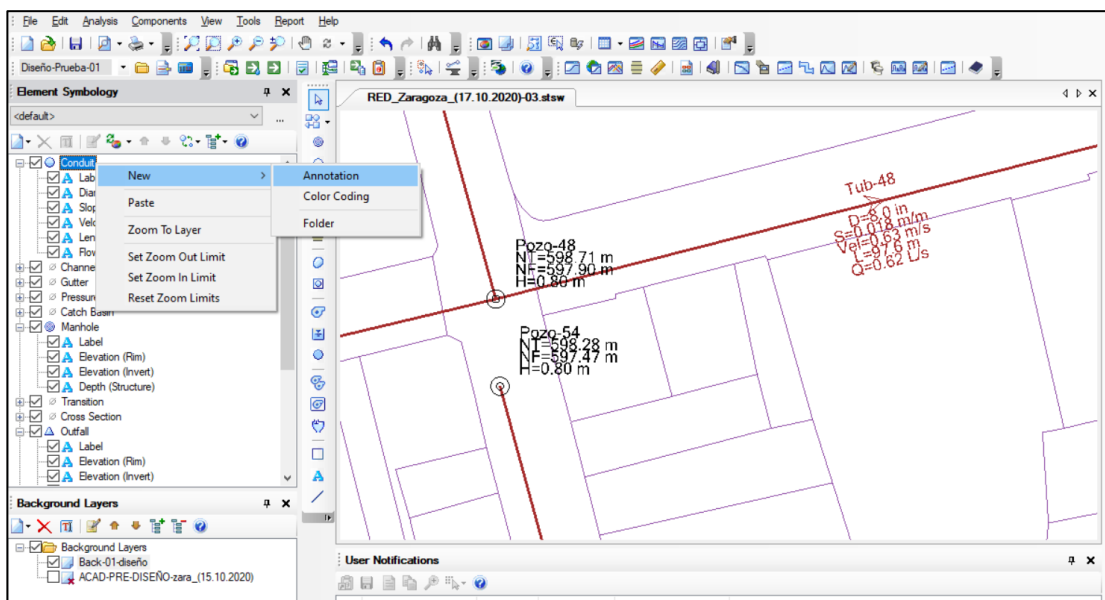 File Edit Analysis Components View Tools Report Help
Diseño-Prueba-01
Element Symbology
<default>
...
Conduit
Lab
Diar
Slop
Velo
Len
Flow
Channe
Gutter
Pressure
Catch Basin
Manhole
Label
Elevation (Rim)
Elevation (Invert)
Depth (Structure)
Transition
Cross Section
Outfall
Label
Elevation (Rim)
Elevation (Invert)
New
Paste
Zoom To Layer
Set Zoom Out Limit
Set Zoom In Limit
Reset Zoom Limits
Annotation
Color Coding
Folder
Background Layers
Background Layers
Back-01-diseño
ACAD-PRE-DISEÑO-zara_(15.10.2020)
RED_Zaragoza_(17.10.2020)-03.stsw
Tub-48
D=8.0 in
S=0.018 m/m
Vel=0.63 m/s
L=97.6 m
Q=0.62 L/s
Pozo-48
NT=598.71 m
NF=597.90 m
H=0.80 m
Pozo-54
NT=598.28 m
NF=597.47 m
H=0.80 m
User Notifications